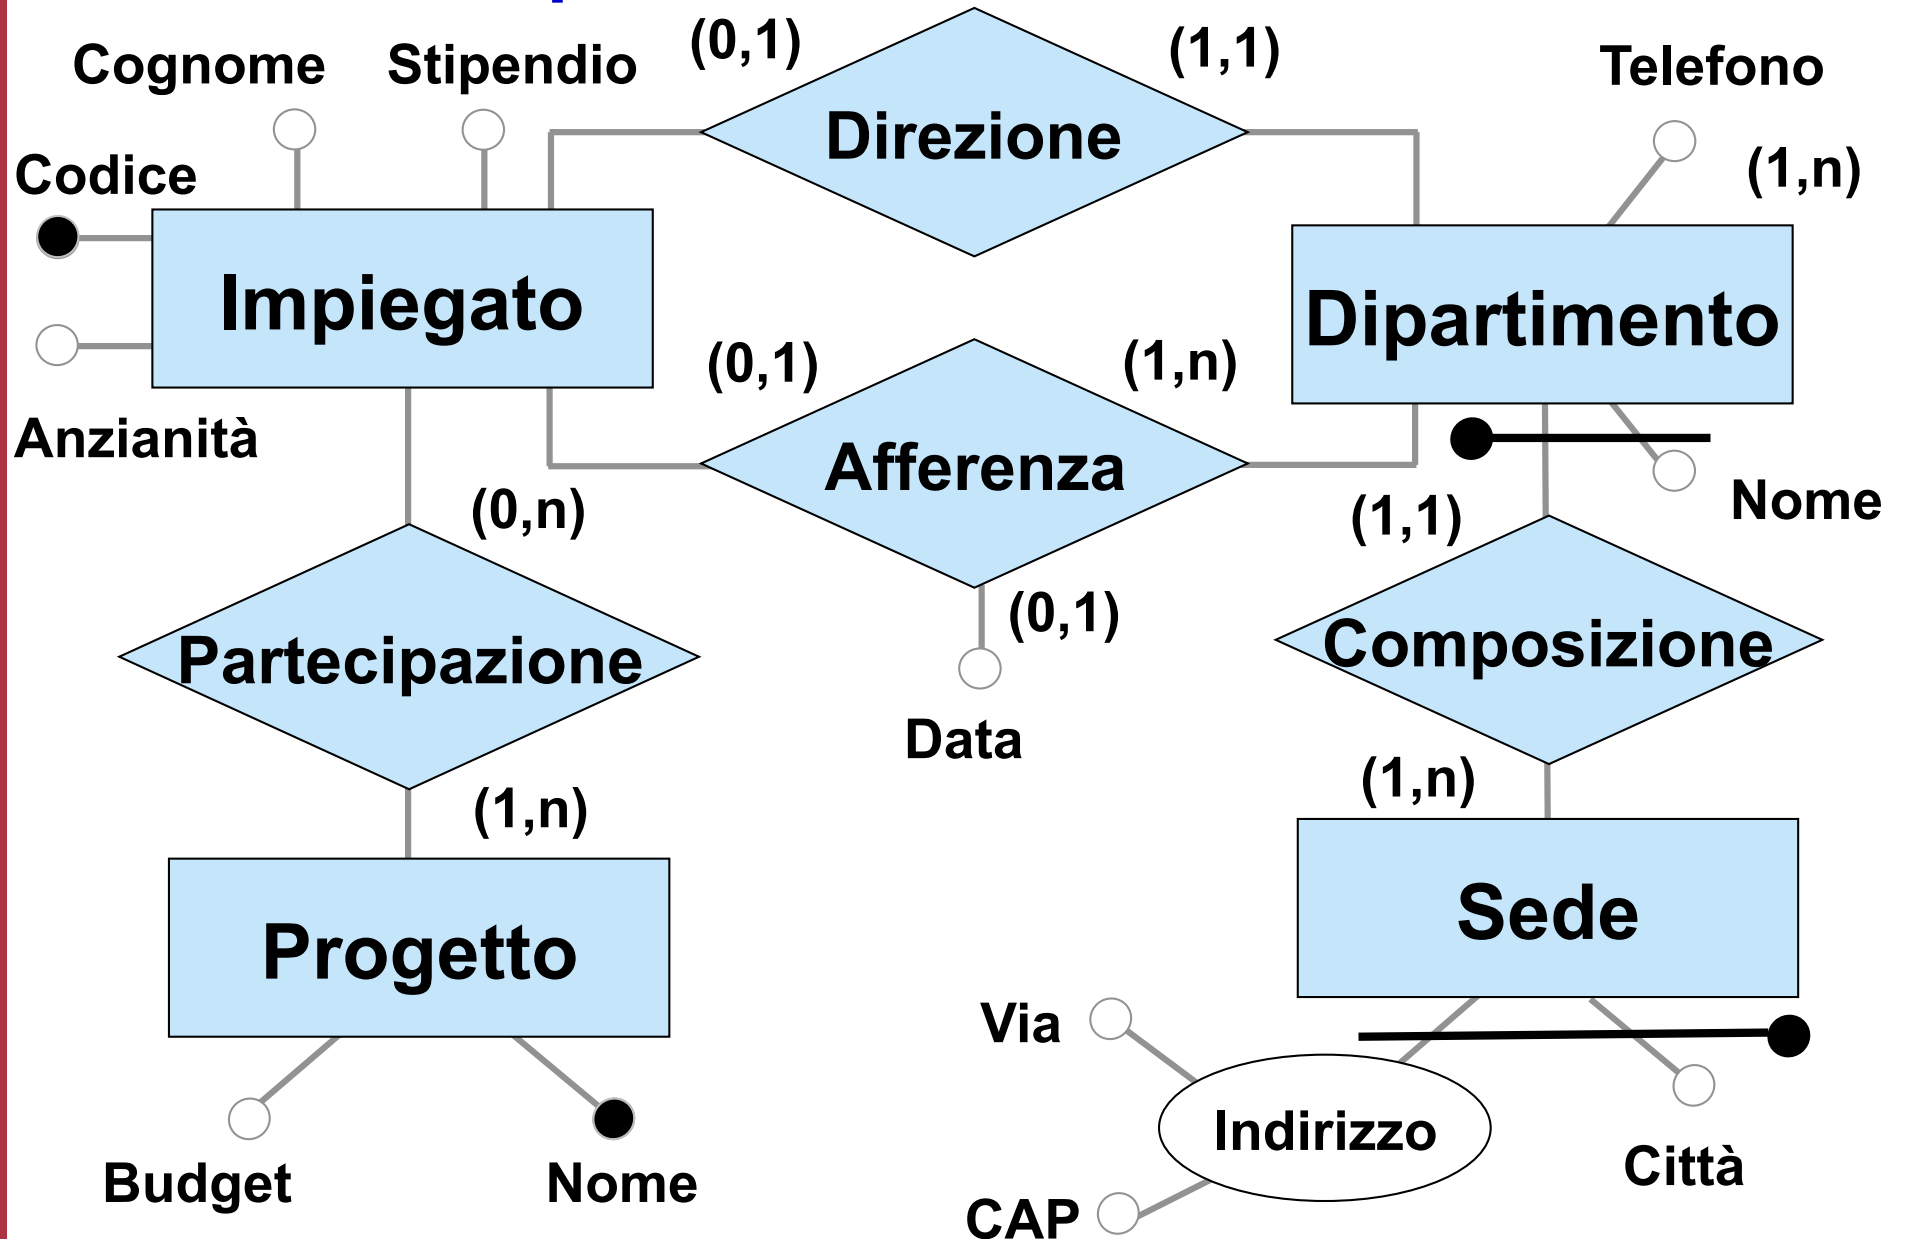 Cognome
Stipendio
(0,1)
(1,1)
Telefono
Codice
Direzione
(1,n)
Impiegato
Dipartimento
(0,1)
(1,n)
Anzianità
Afferenza
(0,n)
(1,1)
Nome
(0,1)
Partecipazione
Composizione
Data
(1,n)
(1,n)
Progetto
Sede
Via
Indirizzo
Budget
Nome
Città
CAP